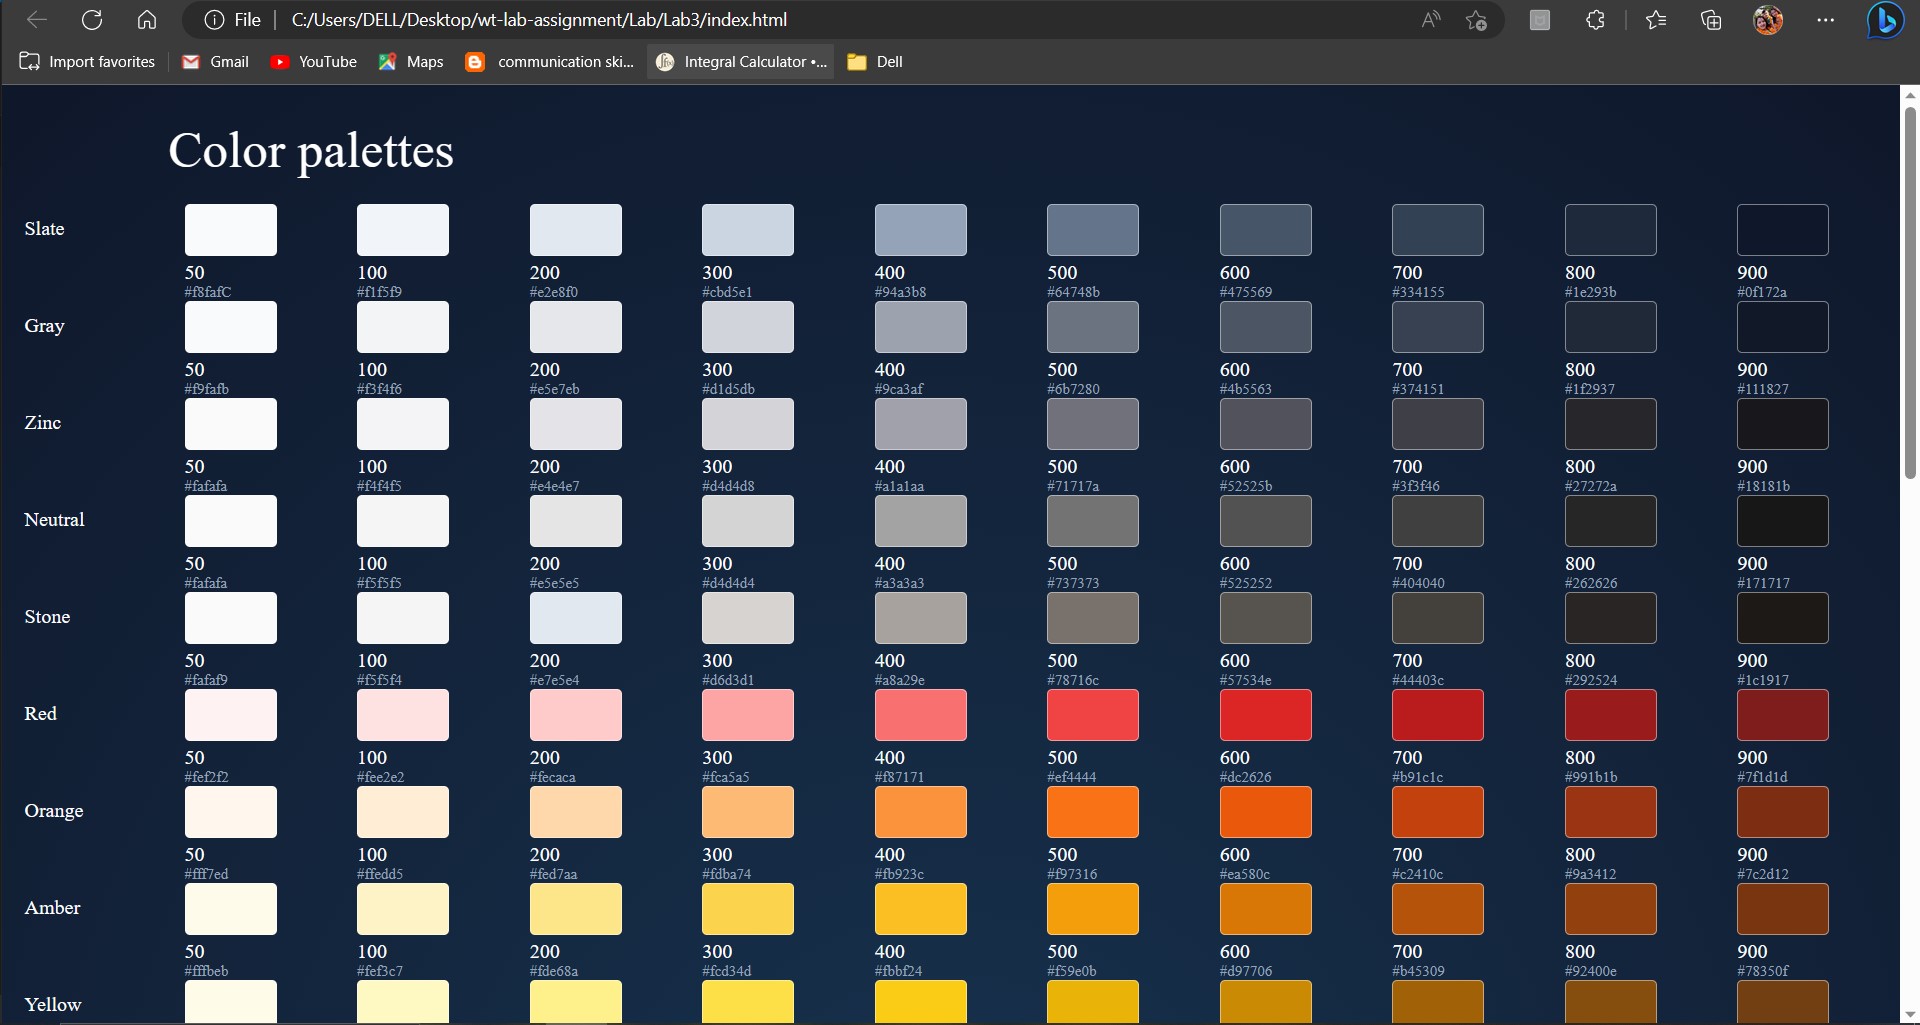 File C:/Users/DELL/Desktop/wt-lab-assignment/Lab/Lab3/index.html
Import favorites Gmail YouTube Maps communication ski... Integral Calculator •... Dell
Color palettes
Slate
50 100 200 300 400 500 600 700 800 900
#f8fafC #f1f5f9 #e2e8f0 #cbd5e1 #94a3b8 #64748b #475569 #334155 #1e293b #0f172a
Gray
50 100 200 300 400 500 600 700 800 900
#f9fafb #f3f4f6 #e5e7eb #d1d5db #9ca3af #6b7280 #4b5563 #374151 #1f2937 #111827
Zinc
50 100 200 300 400 500 600 700 800 900
#fafafa #f4f4f5 #e4e4e7 #d4d4d8 #a1a1aa #71717a #52525b #3f3f46 #27272a #18181b
Neutral
50 100 200 300 400 500 600 700 800 900
#fafafa #f5f5f5 #e5e5e5 #d4d4d4 #a3a3a3 #737373 #525252 #404040 #262626 #171717
Stone
50 100 200 300 400 500 600 700 800 900
#fafaf9 #f5f5f4 #e7e5e4 #d6d3d1 #a8a29e #78716c #57534e #44403c #292524 #1c1917
Red
50 100 200 300 400 500 600 700 800 900
#fef2f2 #fee2e2 #fecaca #fca5a5 #f87171 #ef4444 #dc2626 #b91c1c #991b1b #7f1d1d
Orange
50 100 200 300 400 500 600 700 800 900
#fff7ed #ffedd5 #fed7aa #fdba74 #fb923c #f97316 #ea580c #c2410c #9a3412 #7c2d12
Amber
50 100 200 300 400 500 600 700 800 900
#fffbeb #fef3c7 #fde68a #fcd34d #fbbf24 #f59e0b #d97706 #b45309 #92400e #78350f
Yellow